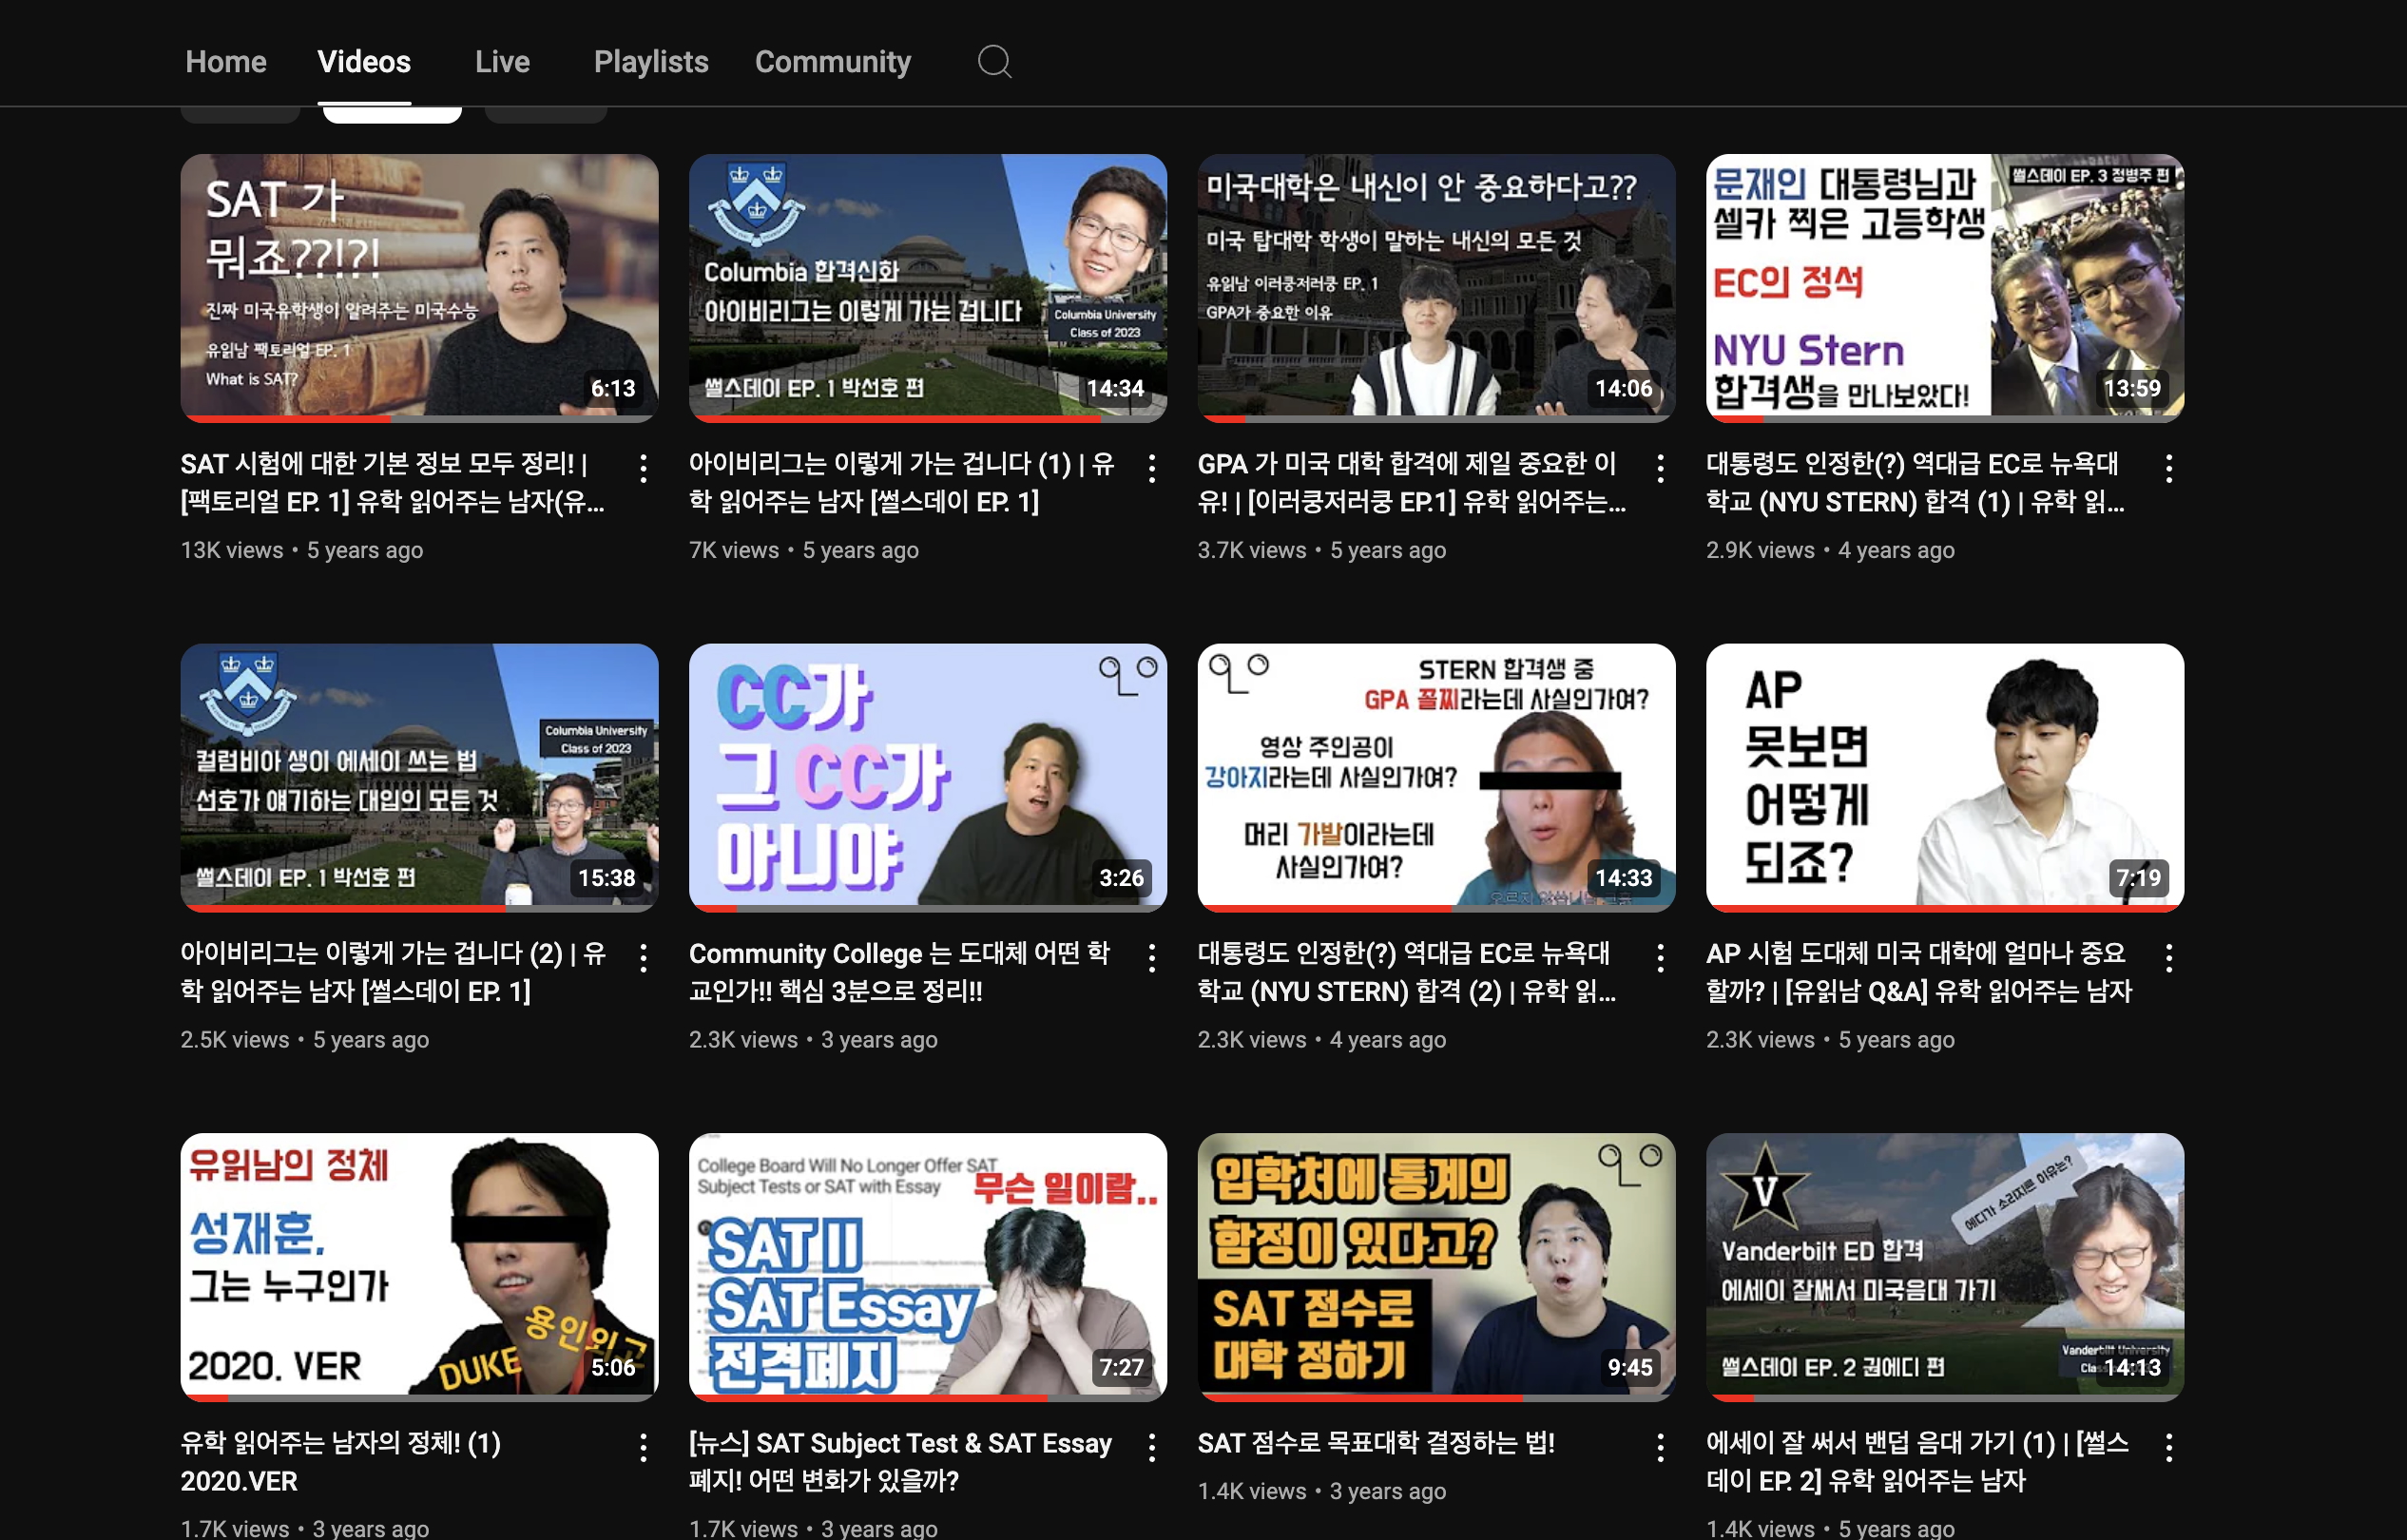 Home Videos Live Playlists Community
SAT 가
뭐죠??!?!
진짜 미국유학생이 알려주는 미국수능
유읽남 팩토리얼 EP. 1
What is SAT?
6:13
Columbia 합격신화
아이비리그는 이렇게 가는 겁니다
Columbia University
Class of 2023
썰스데이 EP. 1 박선호 편
14:34
미국대학은 내신이 안 중요하다고??
미국 탑대학 학생이 말하는 내신의 모든 것
유읽남 이러쿵저러쿵 EP. 1
GPA가 중요한 이유
14:06
썰스데이 EP. 3 정병주 편
문재인 대통령님과
셀카 찍은 고등학생
EC의 정석
NYU Stern
합격생을 만나보았다!
13:59
SAT 시험에 대한 기본 정보 모두 정리! |
[팩토리얼 EP. 1] 유학 읽어주는 남자(유...
13K views • 5 years ago
아이비리그는 이렇게 가는 겁니다 (1) | 유
학 읽어주는 남자 [썰스데이 EP. 1]
7K views • 5 years ago
GPA 가 미국 대학 합격에 제일 중요한 이
유! | [이러쿵저러쿵 EP.1] 유학 읽어주는...
3.7K views • 5 years ago
대통령도 인정한(?) 역대급 EC로 뉴욕대
학교 (NYU STERN) 합격 (1) | 유학 읽...
2.9K views • 4 years ago
Columbia University
Class of 2023
컬럼비아 생이 에세이 쓰는 법
선호가 얘기하는 대입의 모든 것
썰스데이 EP. 1 박선호 편
15:38
CC가
그 CC가
아니야
3:26
STERN 합격생 중
GPA 꼴찌라는데 사실인가여?
영상 주인공이
강아지라는데 사실인가여?
머리 가발이라는데
사실인가여?
14:33
AP
못보면
어떻게
되죠?
7:19
아이비리그는 이렇게 가는 겁니다 (2) | 유
학 읽어주는 남자 [썰스데이 EP. 1]
2.5K views • 5 years ago
Community College 는 도대체 어떤 학
교인가!! 핵심 3분으로 정리!!
2.3K views • 3 years ago
대통령도 인정한(?) 역대급 EC로 뉴욕대
학교 (NYU STERN) 합격 (2) | 유학 읽...
2.3K views • 4 years ago
AP 시험 도대체 미국 대학에 얼마나 중요
할까? | [유읽남 Q&A] 유학 읽어주는 남자
2.3K views • 5 years ago
유읽남의 정체
성재훈,
그는 누구인가
2020. VER
DUKE
용인외고
5:06
College Board Will No Longer Offer SAT
Subject Tests or SAT with Essay
무슨 일이람..
SAT II
SAT Essay
전격폐지
7:27
입학처에 통계의
함정이 있다고?
SAT 점수로
대학 정하기
9:45
V
에디가 소리지른 이유는?
Vanderbilt ED 합격
에세이 잘써서 미국음대 가기
Vanderbilt University
썰스데이 EP. 2 권에디 편
14:13
유학 읽어주는 남자의 정체! (1)
2020.VER
1.7K views • 3 years ago
[뉴스] SAT Subject Test & SAT Essay
폐지! 어떤 변화가 있을까?
1.7K views • 3 years ago
SAT 점수로 목표대학 결정하는 법!
1.4K views • 3 years ago
에세이 잘 써서 밴덥 음대 가기 (1) | [썰스
데이 EP. 2] 유학 읽어주는 남자
1.4K views • 5 years ago